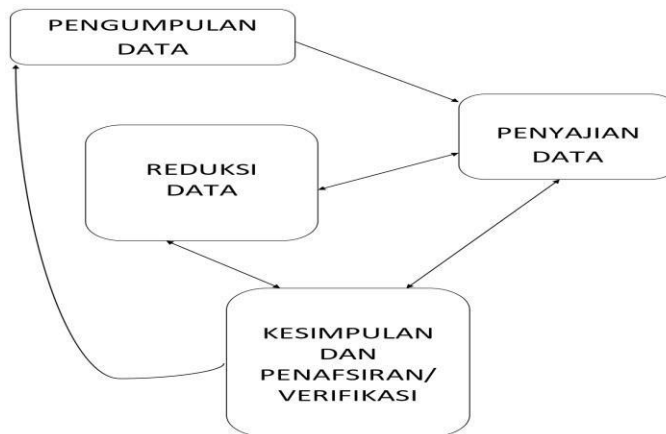 PENGUMPULAN
DATA
PENYAJIAN
DATA
REDUKSI
DATA
KESIMPULAN
DAN
PENAFSIRAN/
VERIFIKASI